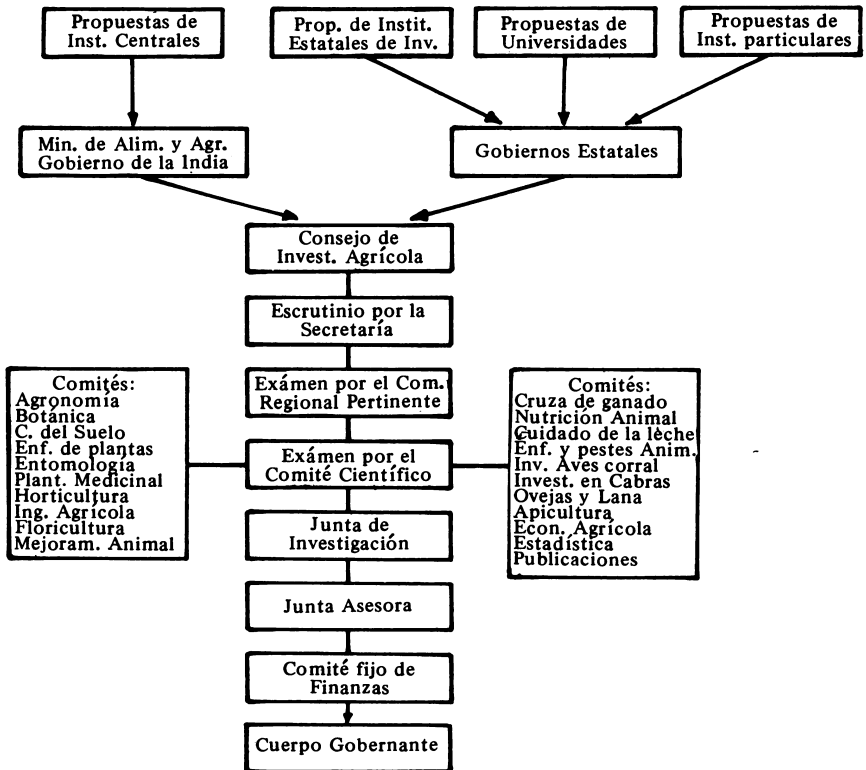 Propuestas de
Inst. Centrales
Prop. de Instit.
Estatales de Inv.
Propuestas de
Universidades
Propuestas de
Inst. particulares
Min. de Alim. y Agr.
Gobierno de la India
Gobiernos Estatales
Consejo de
Invest. Agrícola
Escrutinio por la
Secretaría
Exámen por el Com.
Regional Pertinente
Comités:
Agronomía
Botánica
C. del Suelo
Enf. de plantas
Entomología
Plant. Medicinal
Horticultura
Ing. Agrícola
Floricultura
Mejoram. Animal
Exámen por el
Comité Científico
Comités:
Cruza de ganado
Nutrición Animal
Cuidado de la lèche
Enf. y pestes Anim.
Inv. Aves corral
Invest. en Cabras
Ovejas y Lana
Apicultura
Econ. Agrícola
Estadística
Publicaciones
Junta de
Investigación
Junta Asesora
Comité fijo de
Finanzas
Cuerpo Gobernante